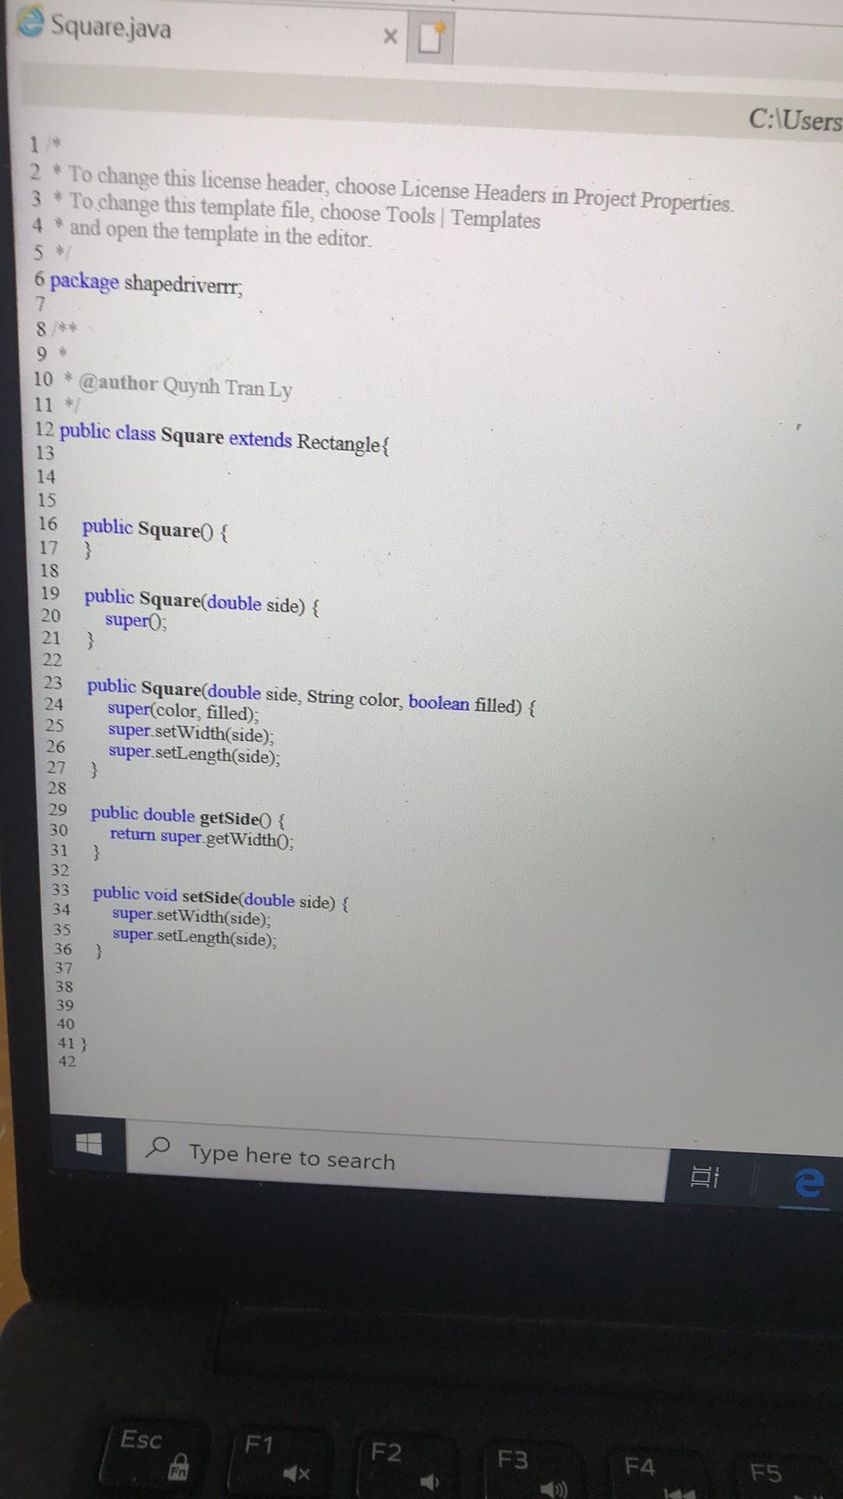 Square.java
C:\Users
1 /*
2 * To change this license header, choose License Headers in Project Properties.
3 * To change this template file, choose Tools | Templates
4 * and open the template in the editor.
5 */
6 package shapedriverrr;
7
8 /**
9 *
10 * @author Quynh Tran Ly
11 */
12 public class Square extends Rectangle{
13
14
15
16 public Square() {
17 }
18
19 public Square(double side) {
20 super();
21 }
22
23 public Square(double side, String color, boolean filled) {
24 super(color, filled);
25 super.setWidth(side);
26 super.setLength(side);
27 }
28
29 public double getSide() {
30 return super.getWidth();
31 }
32
33 public void setSide(double side) {
34 super.setWidth(side);
35 super.setLength(side);
36 }
37
38
39
40
41 }
42
Type here to search
Esc F1 F2 F3 F4 F5
Fn